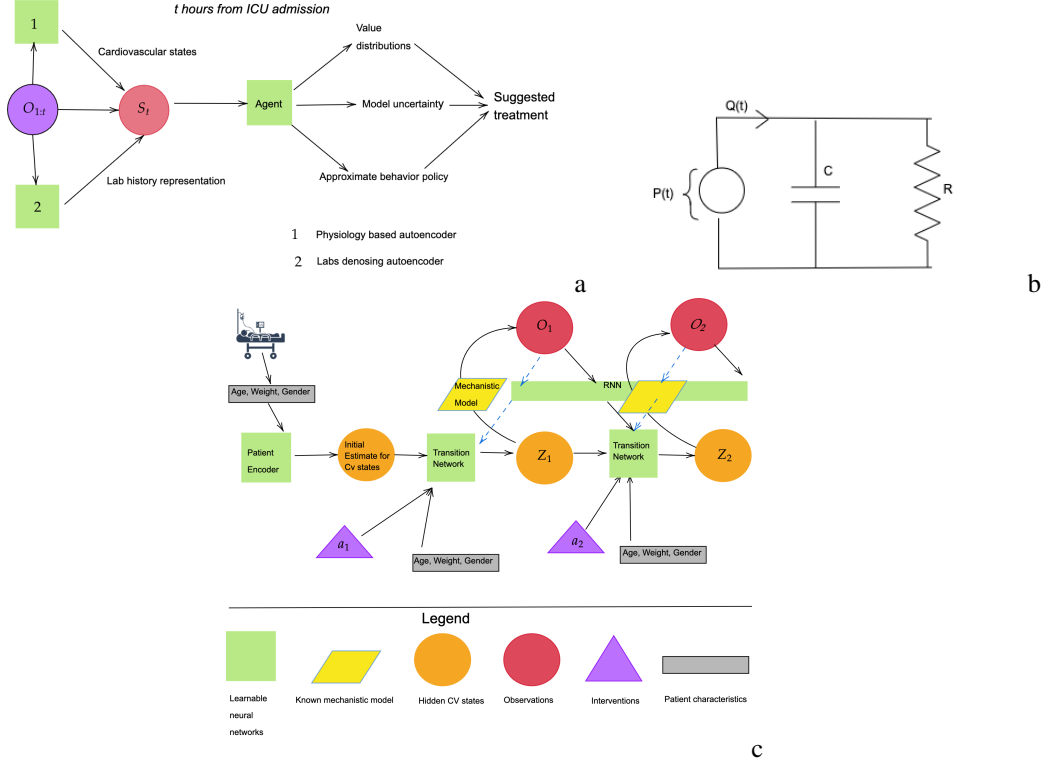 t hours from ICU admission
1
Value
distributions
Cardiovascular states
O1:t
St
Agent
Model uncertainty
Suggested
treatment
Lab history representation
Approximate behavior policy
2
1 Physiology based autoencoder
2 Labs denosing autoencoder
a
Q(t)
P(t)
C
R
b
O1
O2
Age, Weight, Gender
Mechanistic
Model
RNN
Patient
Encoder
Initial
Estimate for
Cv states
Transition
Network
Z1
Transition
Network
Z2
a1
Age, Weight, Gender
a2
Age, Weight, Gender
Legend
Learnable
neural
networks
Known mechanistic model
Hidden CV states
Observations
Interventions
Patient characteristics
c